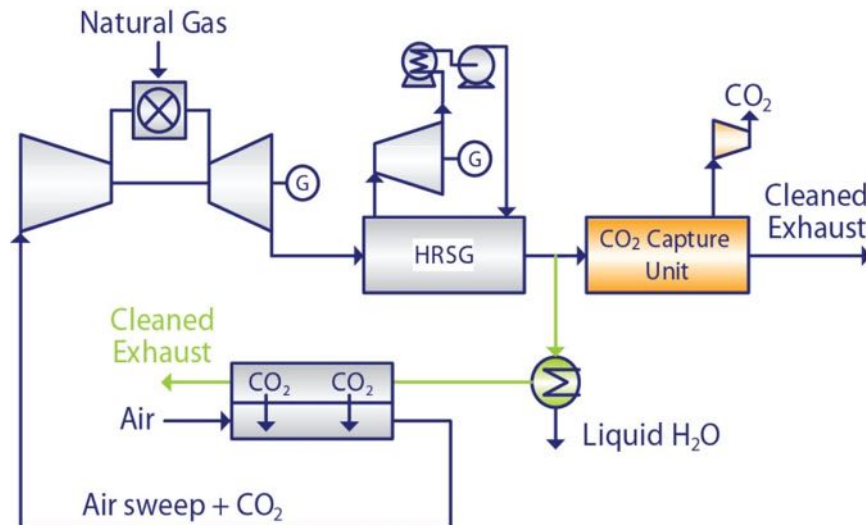 Natural Gas
G
G
CO₂
Cleaned
Exhaust
HRSG
CO₂ Capture
Unit
Cleaned
Exhaust
CO₂ CO₂
Air
Liquid H₂O
Air sweep + CO₂